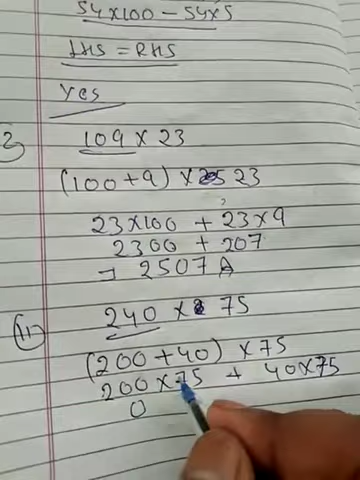 54x100 - 54x5
LHS = RHS
Yes
2) 109 x 23
(100+9) x 23
23x100 + 23x9
2300 + 207
= 2507 A
(11) 240 x 75
(200+40) x 75
200x75 + 40x75
0